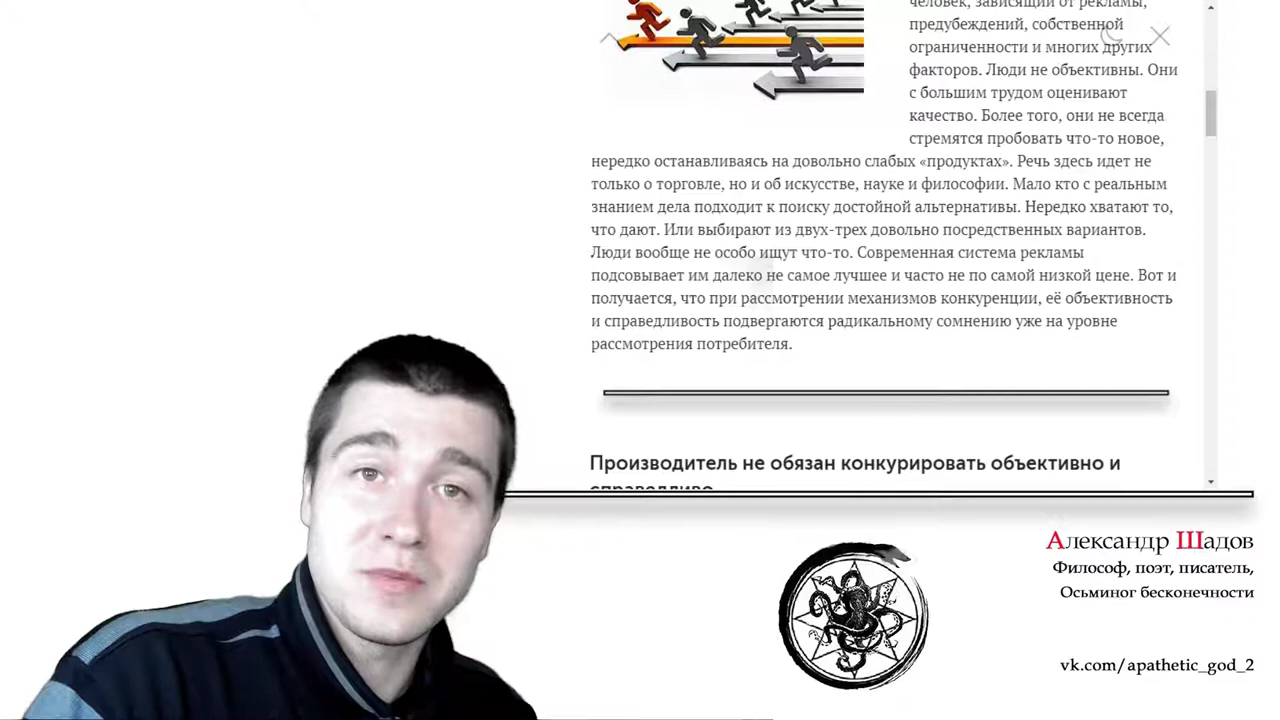 человек, зависящий от рекламы,
предубеждений, собственной
ограниченности и многих других
факторов. Люди не объективны. Они
с большим трудом оценивают
качество. Более того, они не всегда
стремятся пробовать что-то новое,
нередко останавливаясь на довольно слабых «продуктах». Речь здесь идет не
только о торговле, но и об искусстве, науке и философии. Мало кто с реальным
знанием дела подходит к поиску достойной альтернативы. Нередко хватают то,
что дают. Или выбирают из двух-трех довольно посредственных вариантов.
Люди вообще не особо ищут что-то. Современная система рекламы
подсовывает им далеко не самое лучшее и часто не по самой низкой цене. Вот и
получается, что при рассмотрении механизмов конкуренции, её объективность
и справедливость подвергаются радикальному сомнению уже на уровне
рассмотрения потребителя.
Производитель не обязан конкурировать объективно и
справедливо
Александр Шадов
Философ, поэт, писатель,
Осьминог бесконечности
vk.com/apathetic_god_2